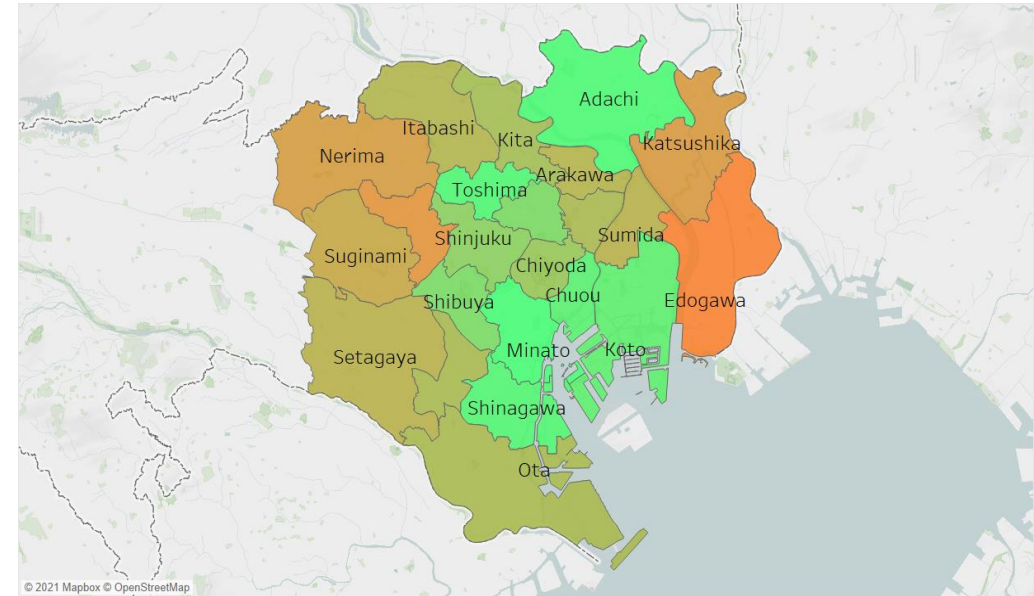 Adachi
Itabashi
Kita
Katsushika
Nerima
Arakawa
Toshima
Shinjuku
Sumida
Suginami
Chiyoda
Shibuya
Chuou
Edogawa
Setagaya
Minato
Koto
Shinagawa
Ota
© 2021 Mapbox © OpenStreetMap